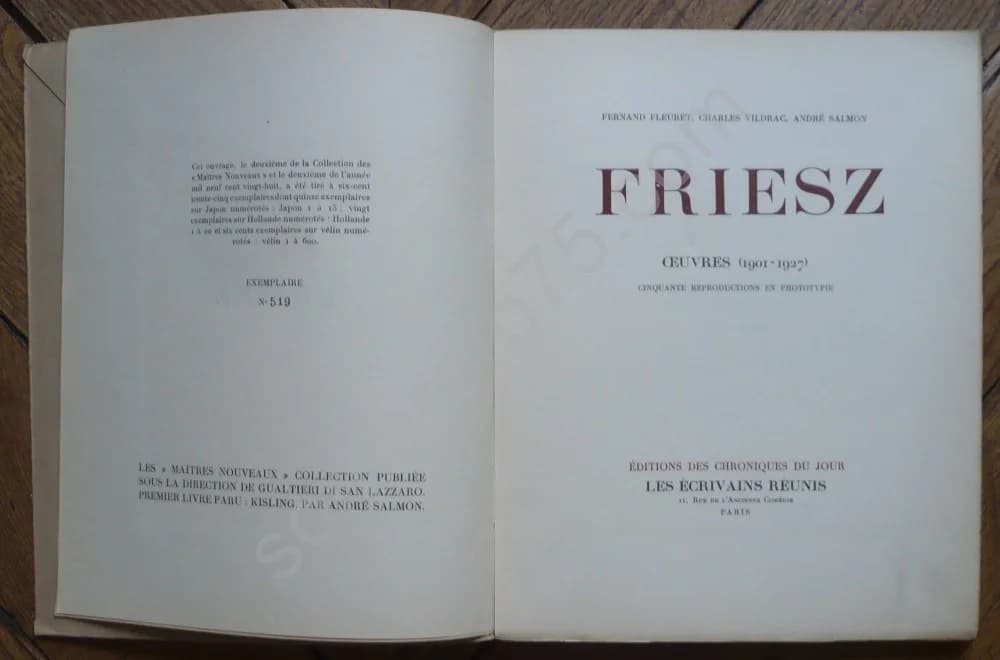 Cet ouvrage, le deuxième de la Collection des
« Maîtres Nouveaux » et le deuxième de l'année
mil neuf cent vingt-huit, a été tiré à six-cent
trente-cinq exemplaires dont quinze exemplaires
sur Japon numérotés : Japon 1 à 15 ; vingt
exemplaires sur Hollande numérotés : Hollande
1 à 20 et six cents exemplaires sur vélin numé-
rotés : vélin 1 à 600.
EXEMPLAIRE
N° 519
LES « MAITRES NOUVEAUX » COLLECTION PUBLIÉE
SOUS LA DIRECTION DE GUALTIERI DI SAN LAZZARO.
PREMIER LIVRE PARU : KISLING, PAR ANDRÉ SALMON.
FERNAND FLEURET, CHARLES VILDRAC, ANDRÉ SALMON
FRIESZ
ŒUVRES (1901-1927)
CINQUANTE REPRODUCTIONS EN PHOTOTYPIE
ÉDITIONS DES CHRONIQUES DU JOUR
LES ÉCRIVAINS RÉUNIS
11, RUE DE L'ANCIENNE COMÉDIE
PARIS